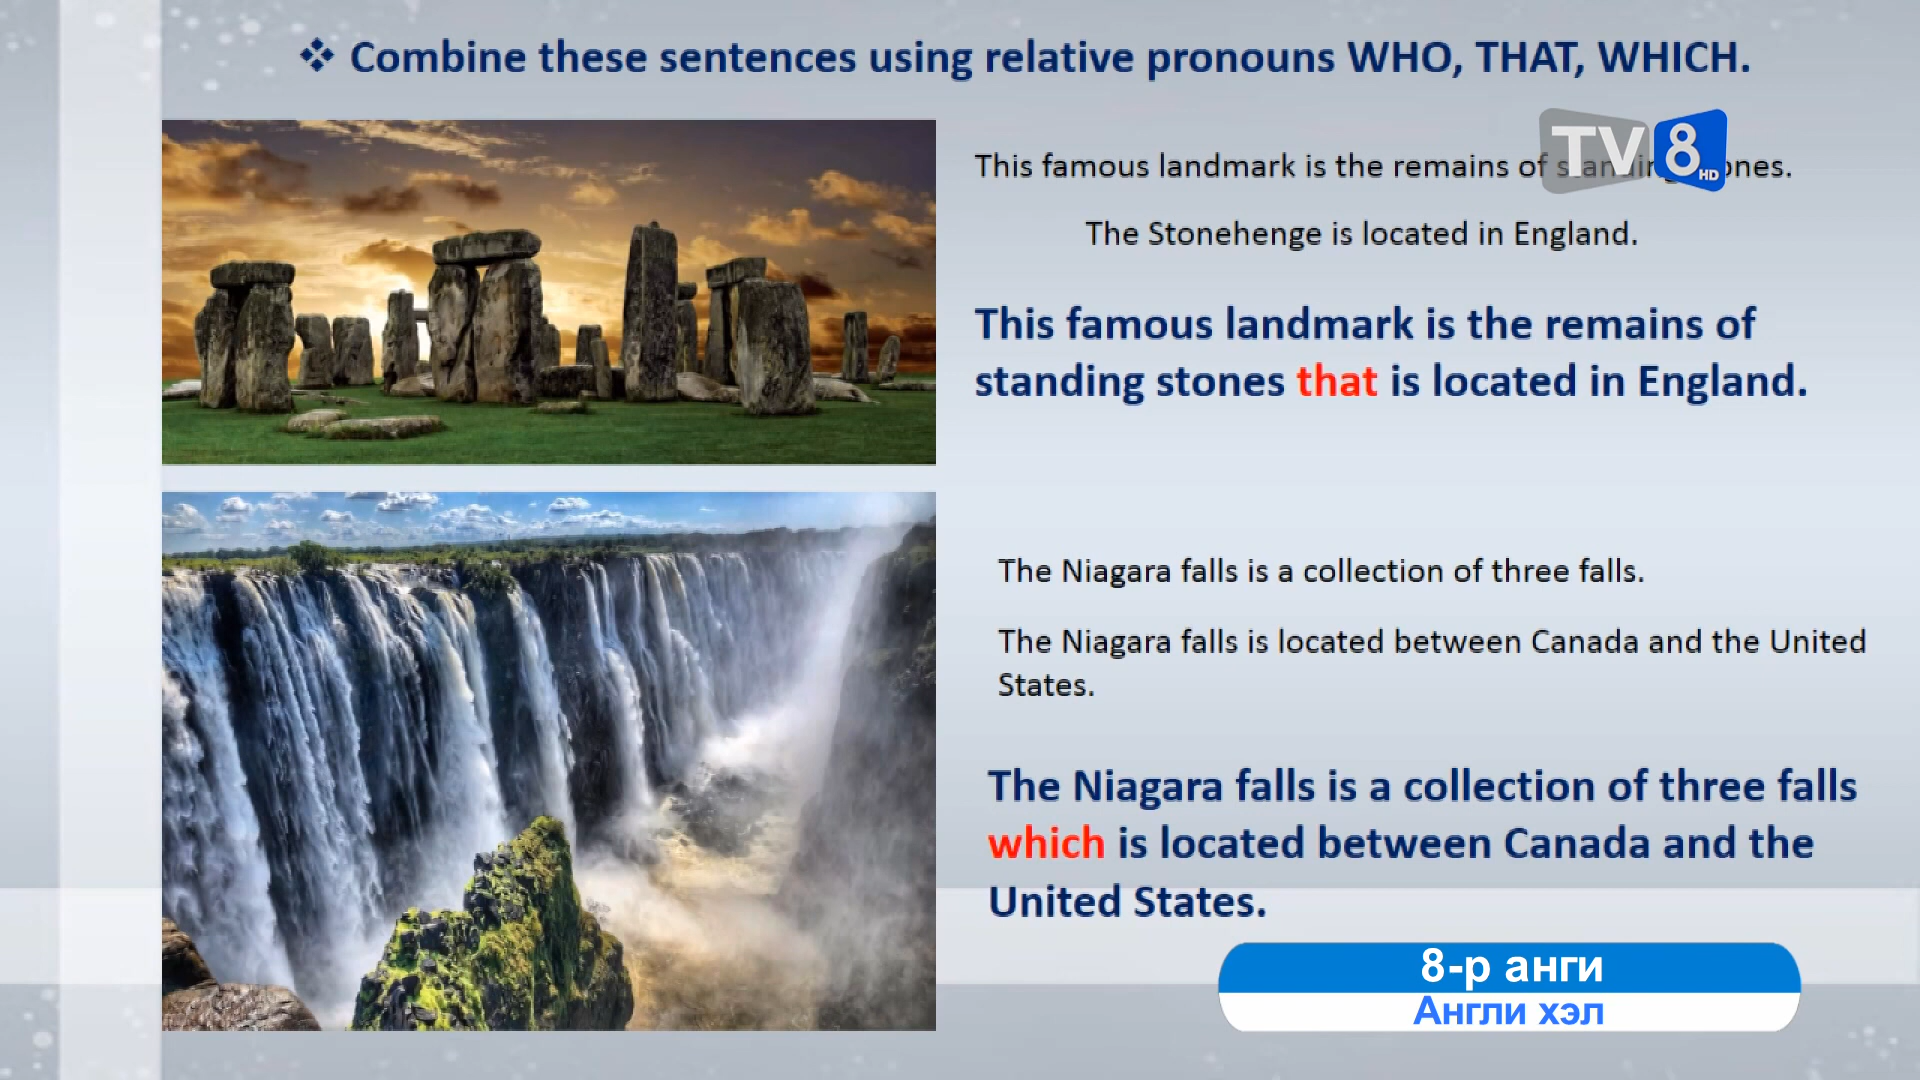 ❖ Combine these sentences using relative pronouns WHO, THAT, WHICH.
TV8 HD
This famous landmark is the remains of
The Stonehenge is located in England.
This famous landmark is the remains of
standing stones that is located in England.
The Niagara falls is a collection of three falls.
The Niagara falls is located between Canada and the United
States.
The Niagara falls is a collection of three falls
which is located between Canada and the
United States.
8-р анги
Англи хэл